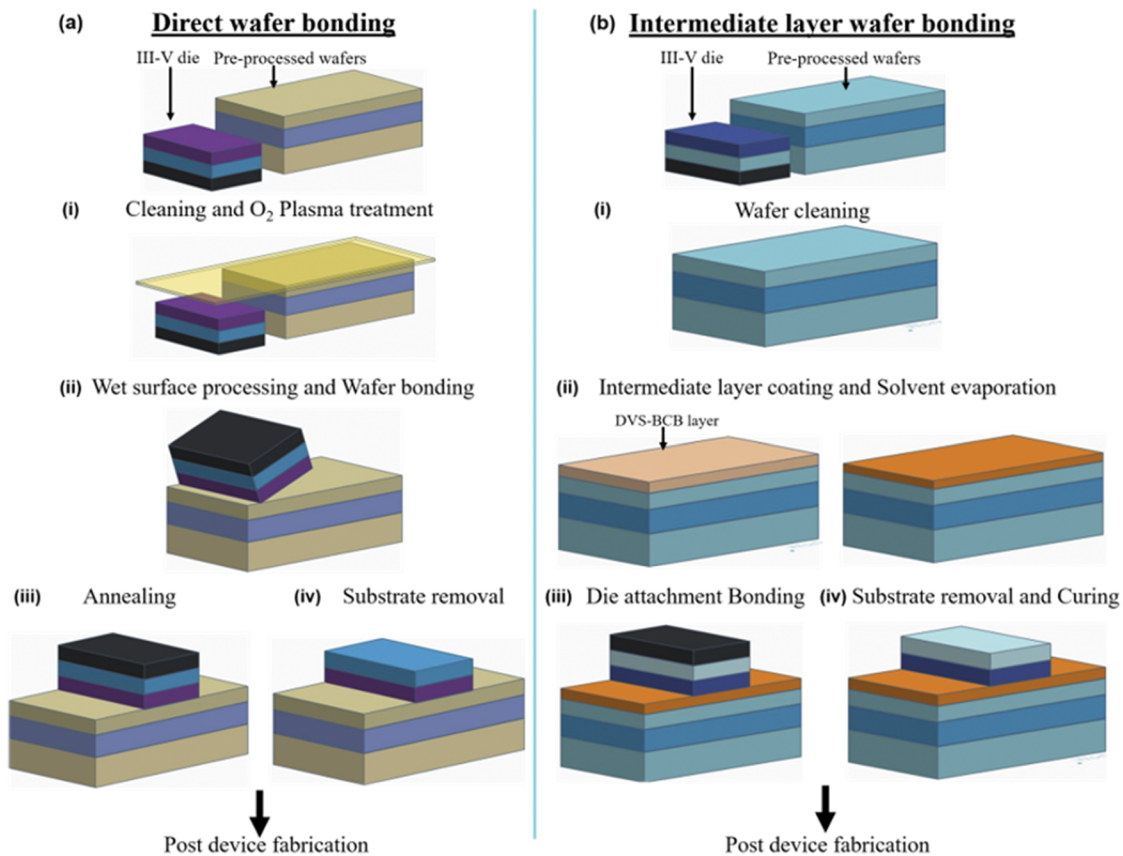 (a) Direct wafer bonding
III-V die Pre-processed wafers
(i) Cleaning and O₂ Plasma treatment
(ii) Wet surface processing and Wafer bonding
(iii) Annealing (iv) Substrate removal
Post device fabrication
(b) Intermediate layer wafer bonding
III-V die Pre-processed wafers
(i) Wafer cleaning
(ii) Intermediate layer coating and Solvent evaporation
DVS-BCB layer
(iii) Die attachment Bonding (iv) Substrate removal and Curing
Post device fabrication